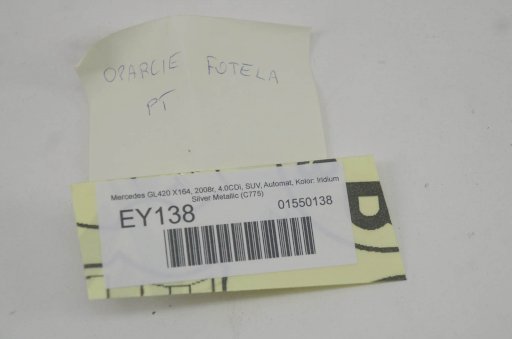 OPARCIE FOTELA
PT
Mercedes GL420 X164, 2008r, 4.0CDi, SUV, Automat, Kolor: Iridium
Silver Metallic (C775)
EY138
01550138